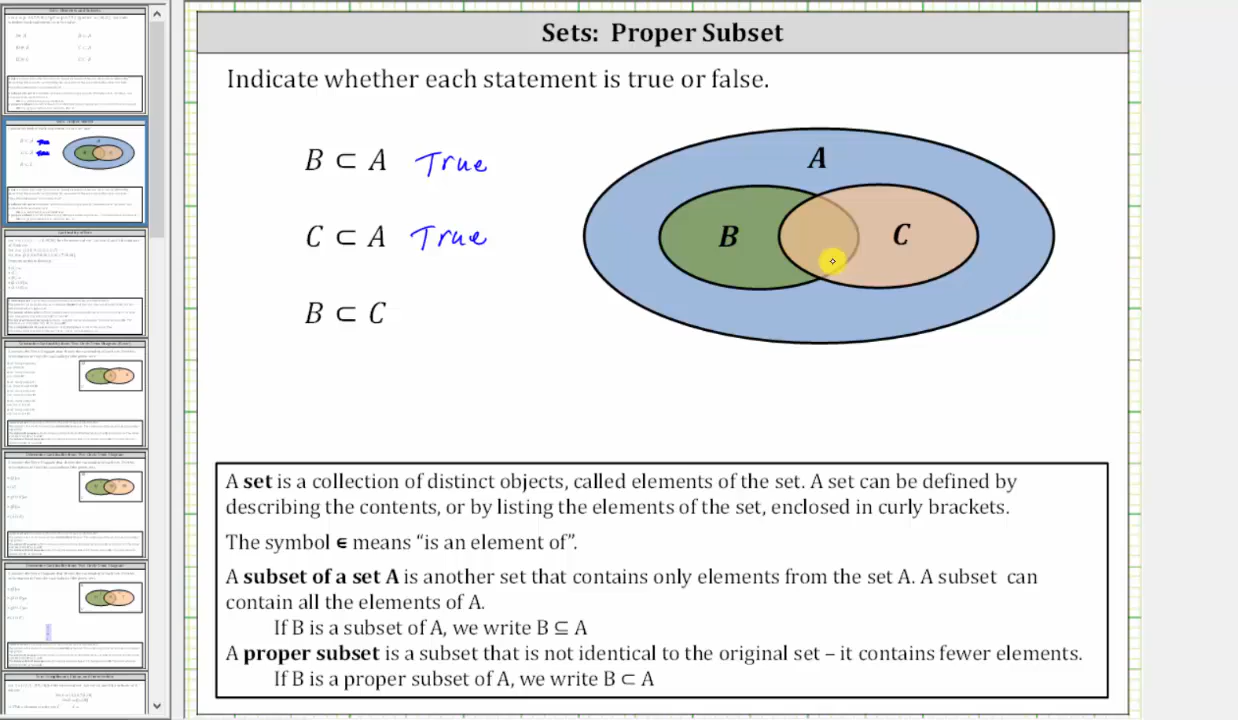 Sets: Proper Subset
Indicate whether each statement is true or false.
B ⊂ A True
C ⊂ A True
B ⊂ C
A
B
C
A set is a collection of distinct objects, called elements of the set. A set can be defined by
describing the contents, or by listing the elements of the set, enclosed in curly brackets.
The symbol ∈ means “is an element of”.
A subset of a set A is another set that contains only elements from the set A. A subset can
contain all the elements of A.
If B is a subset of A, we write B ⊆ A
A proper subset is a subset that is not identical to the original set – it contains fewer elements.
If B is a proper subset of A, we write B ⊂ A